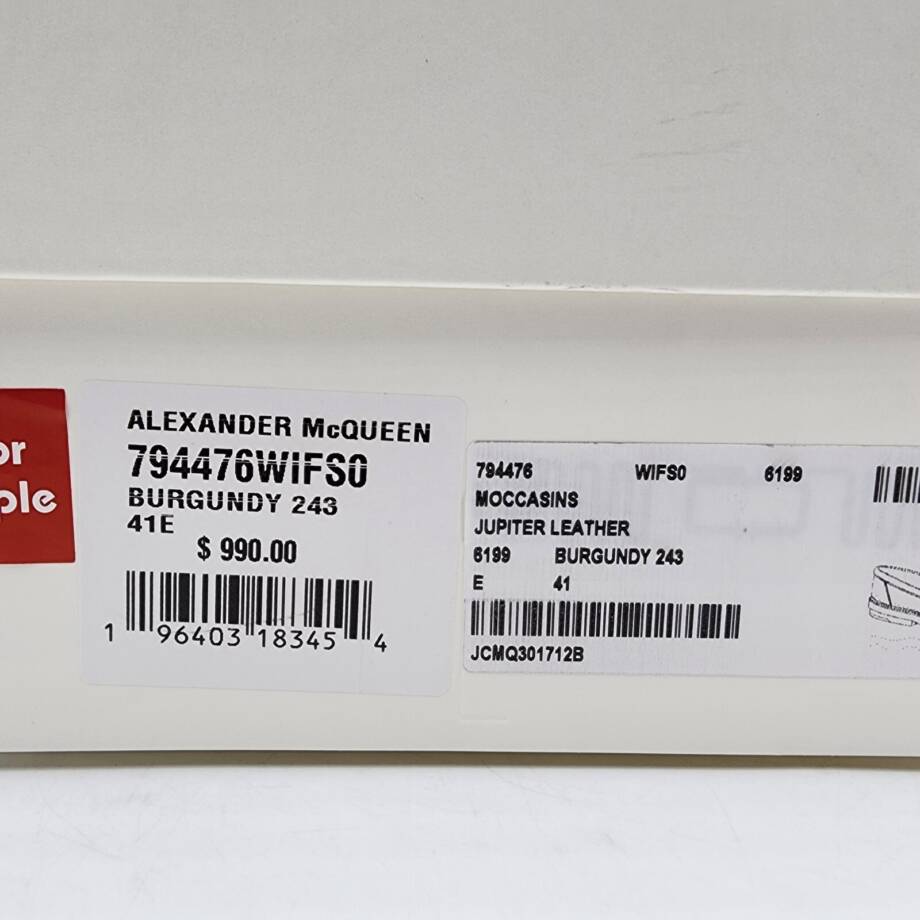 or
ple
ALEXANDER McQUEEN
794476WIFS0
BURGUNDY 243
41E
$ 990.00
1 96403 18345 4
794476 WIFS0 6199
MOCCASINS
JUPITER LEATHER
6199 BURGUNDY 243
E 41
JCMQ301712B